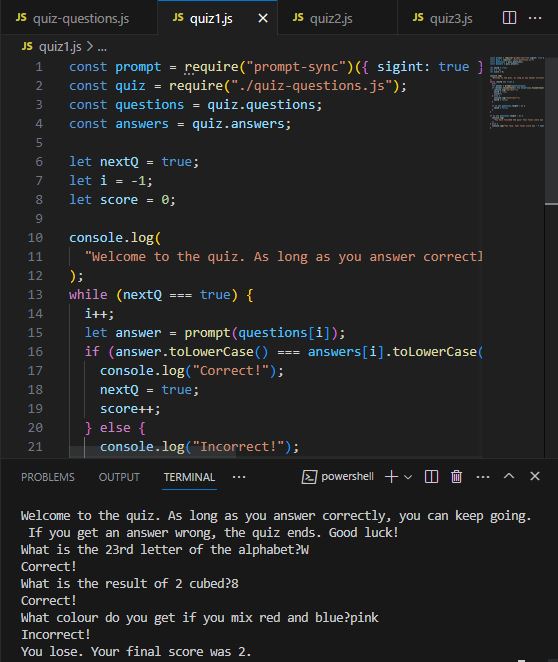 JS quiz-questions.js JS quiz1.js JS quiz2.js JS quiz3.js
JS quiz1.js > ...
1 const prompt = require("prompt-sync")({ sigint: true }
2 const quiz = require("./quiz-questions.js");
3 const questions = quiz.questions;
4 const answers = quiz.answers;
5
6 let nextQ = true;
7 let i = -1;
8 let score = 0;
9
10 console.log(
11 "Welcome to the quiz. As long as you answer correctl
12 );
13 while (nextQ === true) {
14 i++;
15 let answer = prompt(questions[i]);
16 if (answer.toLowerCase() === answers[i].toLowerCase(
17 console.log("Correct!");
18 nextQ = true;
19 score++;
20 } else {
21 console.log("Incorrect!");
PROBLEMS OUTPUT TERMINAL ... powershell
Welcome to the quiz. As long as you answer correctly, you can keep going.
If you get an answer wrong, the quiz ends. Good luck!
What is the 23rd letter of the alphabet?W
Correct!
What is the result of 2 cubed?8
Correct!
What colour do you get if you mix red and blue?pink
Incorrect!
You lose. Your final score was 2.